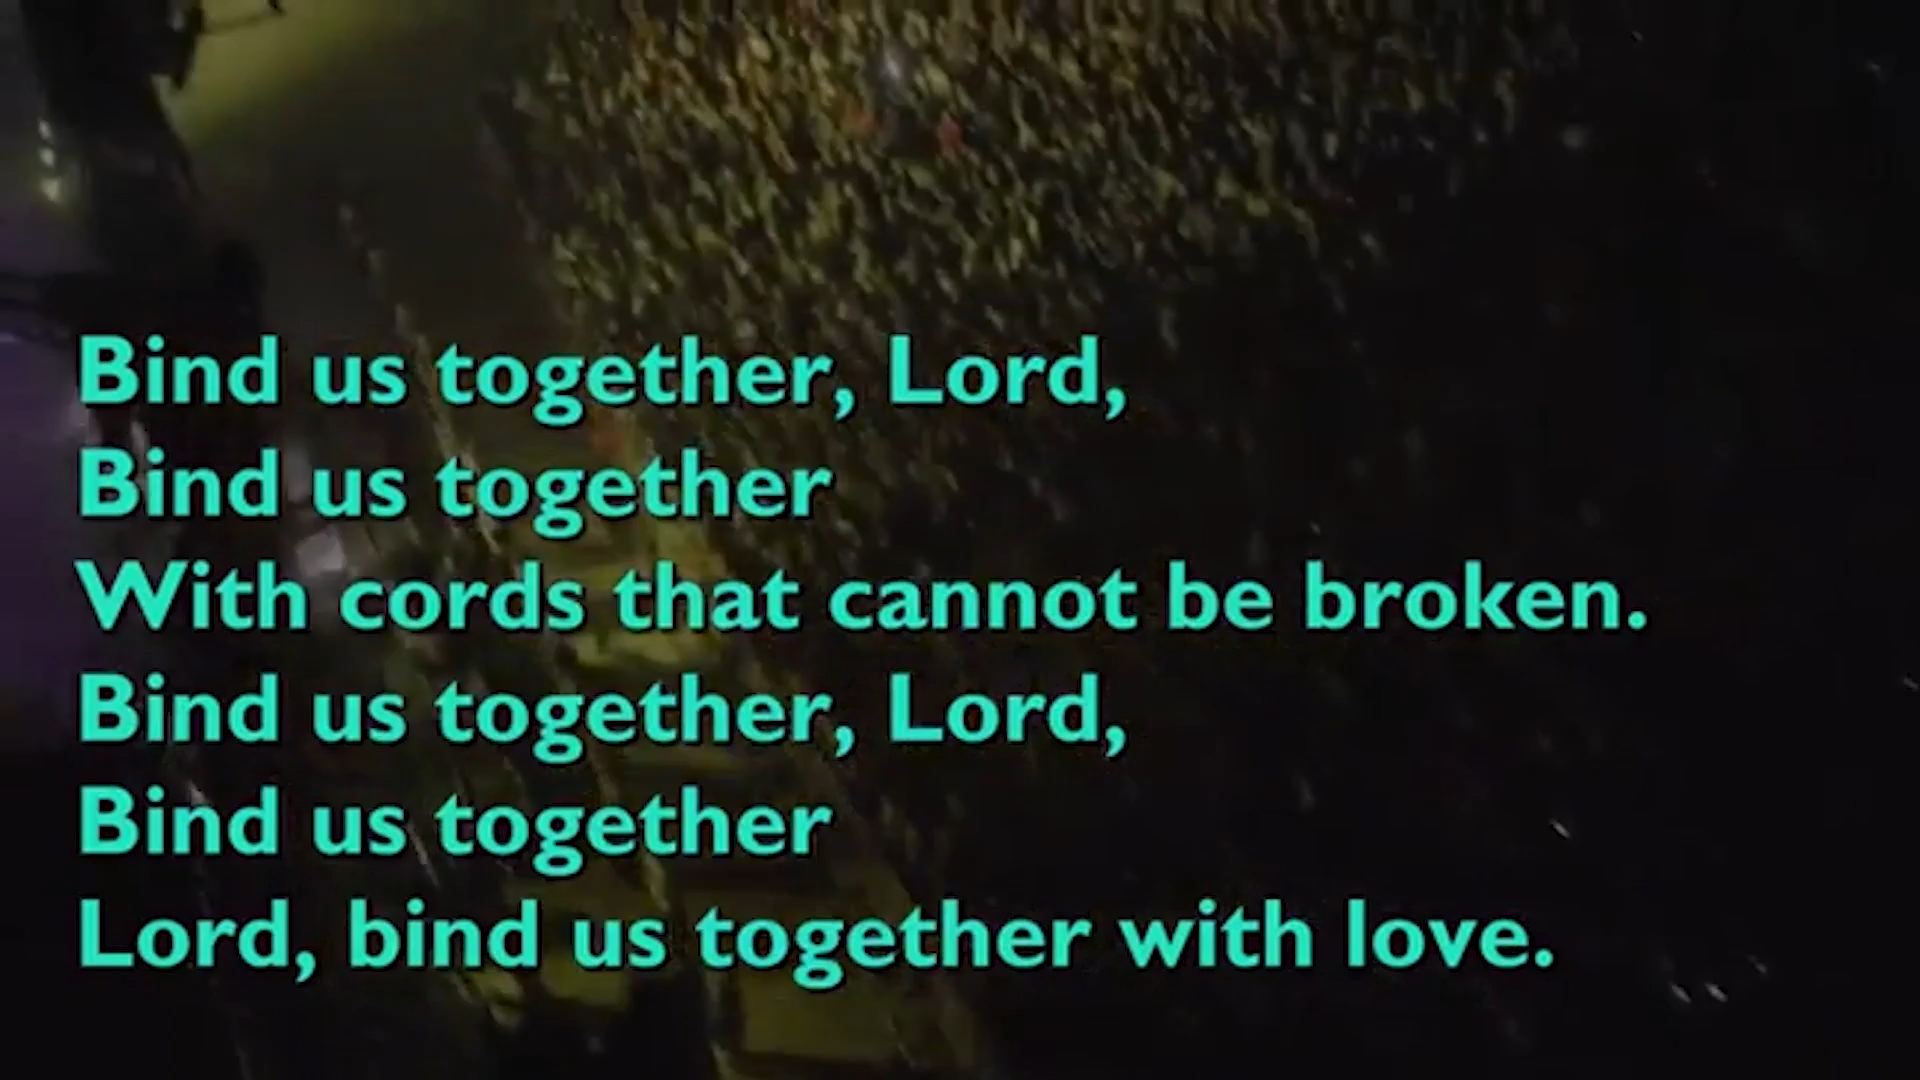 Bind us together, Lord,
Bind us together
With cords that cannot be broken.
Bind us together, Lord,
Bind us together
Lord, bind us together with love.